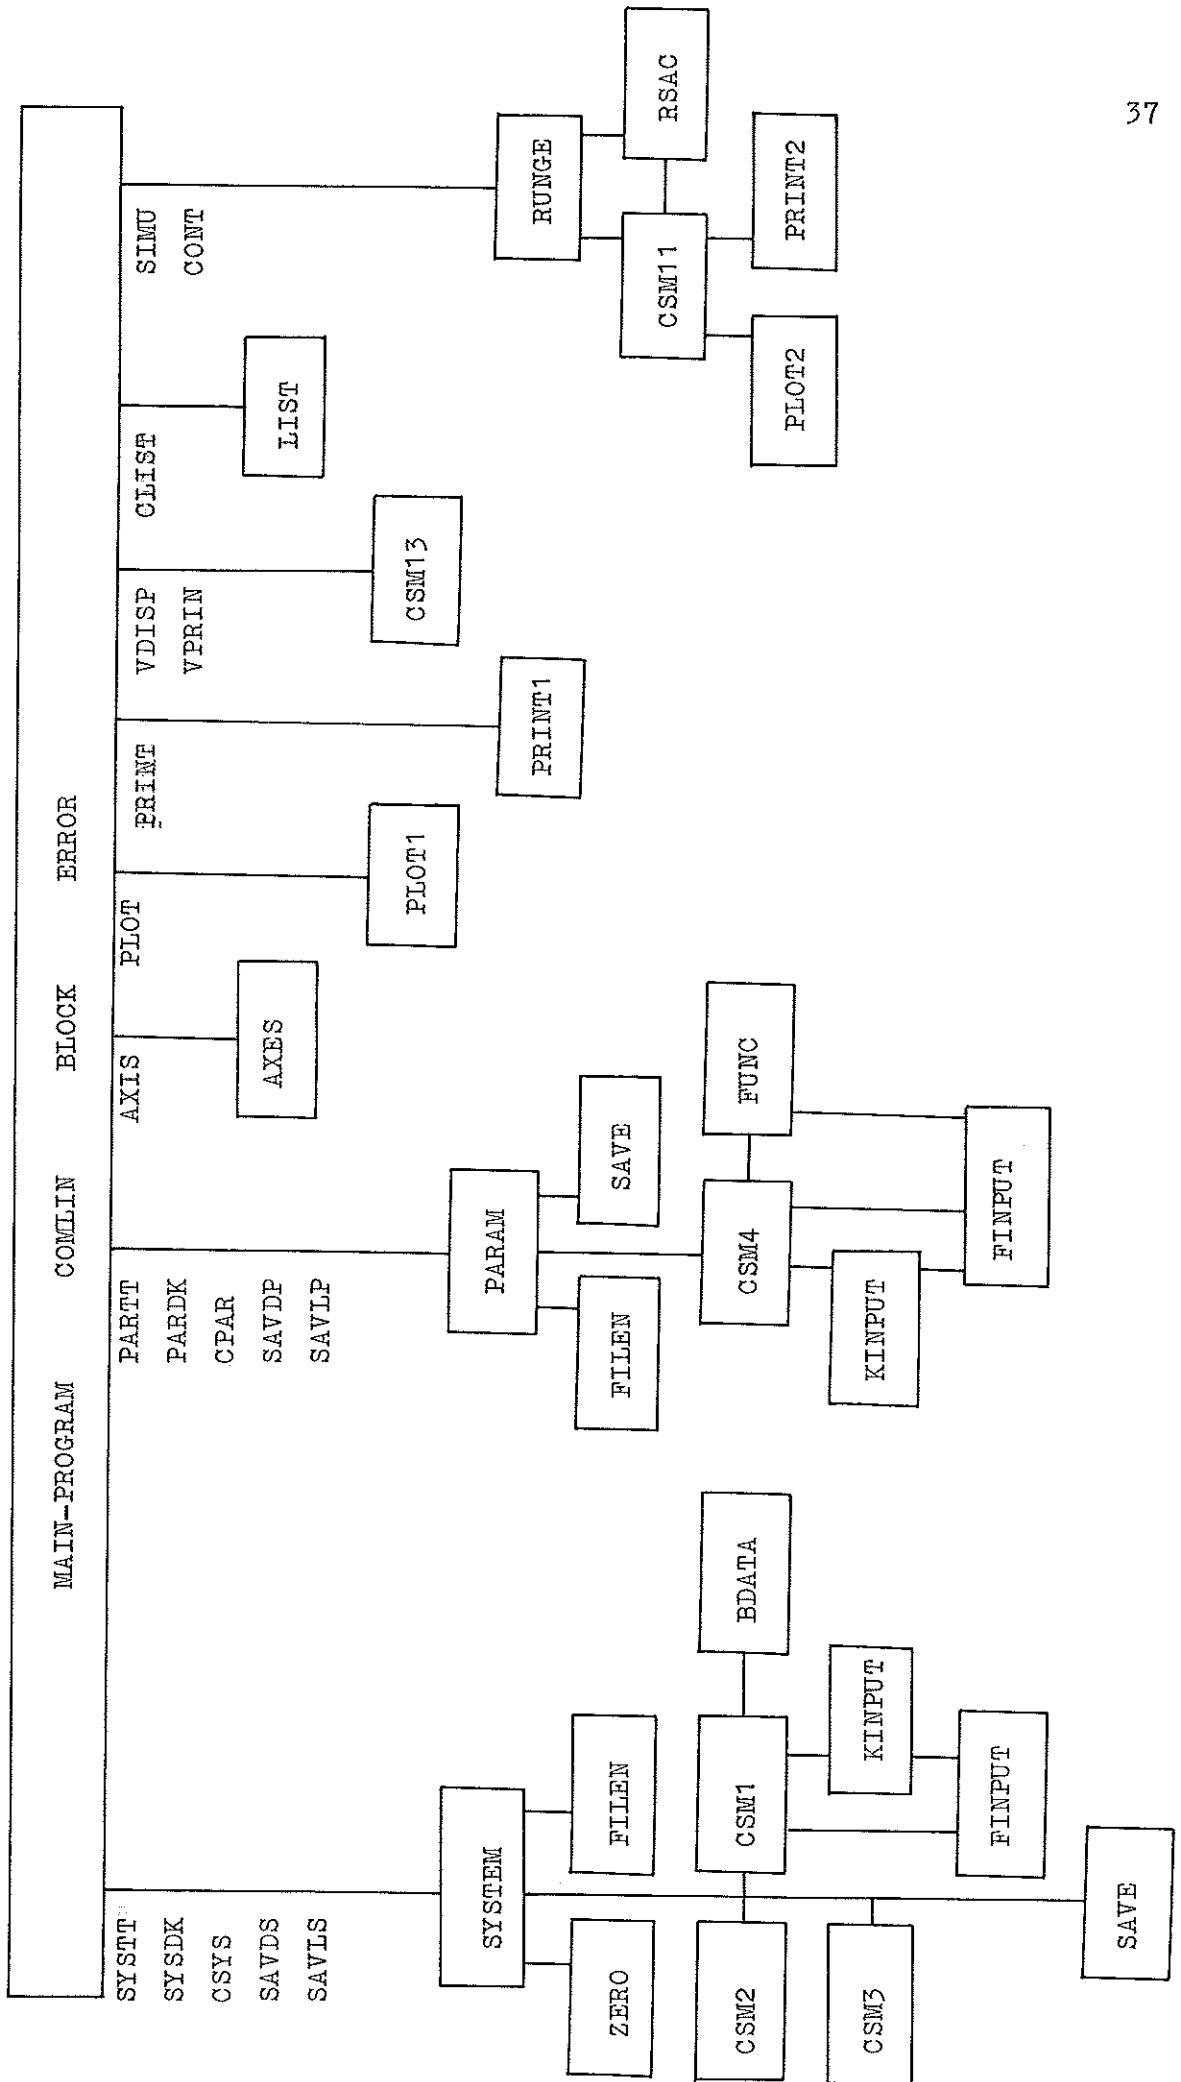 37
MAIN-PROGRAM COMLIN BLOCK ERROR
SYSTT
SYSDK
CSYS
SAVDS
SAVLS
PARTT
PARDK
CPAR
SAVDP
SAVLP
AXIS
PLOT
PRINT
VDISP
VPRIN
CLIST
SIMU
CONT
SYSTEM
ZERO
FILEN
CSM2
CSM1
BDATA
CSM3
KINPUT
FINPUT
SAVE
PARAM
FILEN
SAVE
CSM4
FUNC
KINPUT
FINPUT
AXES
PLOT1
PRINT1
CSM13
LIST
RUNGE
CSM11
RSAC
PLOT2
PRINT2